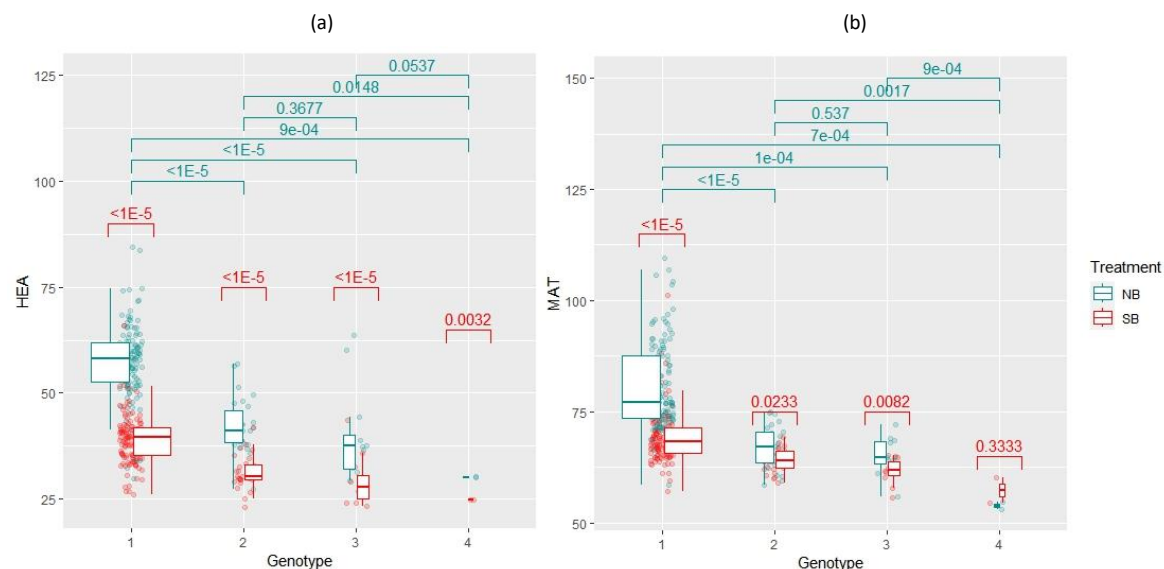 (a)
(b)
125
100
75
50
25
HEA
0.0537
0.0148
0.3677
9e-04
<1E-5
<1E-5
<1E-5
<1E-5
<1E-5
0.0032
1
2
3
4
Genotype
150
125
100
75
50
MAT
9e-04
0.0017
0.537
7e-04
1e-04
<1E-5
<1E-5
0.0233
0.0082
0.3333
1
2
3
4
Genotype
Treatment
NB
SB